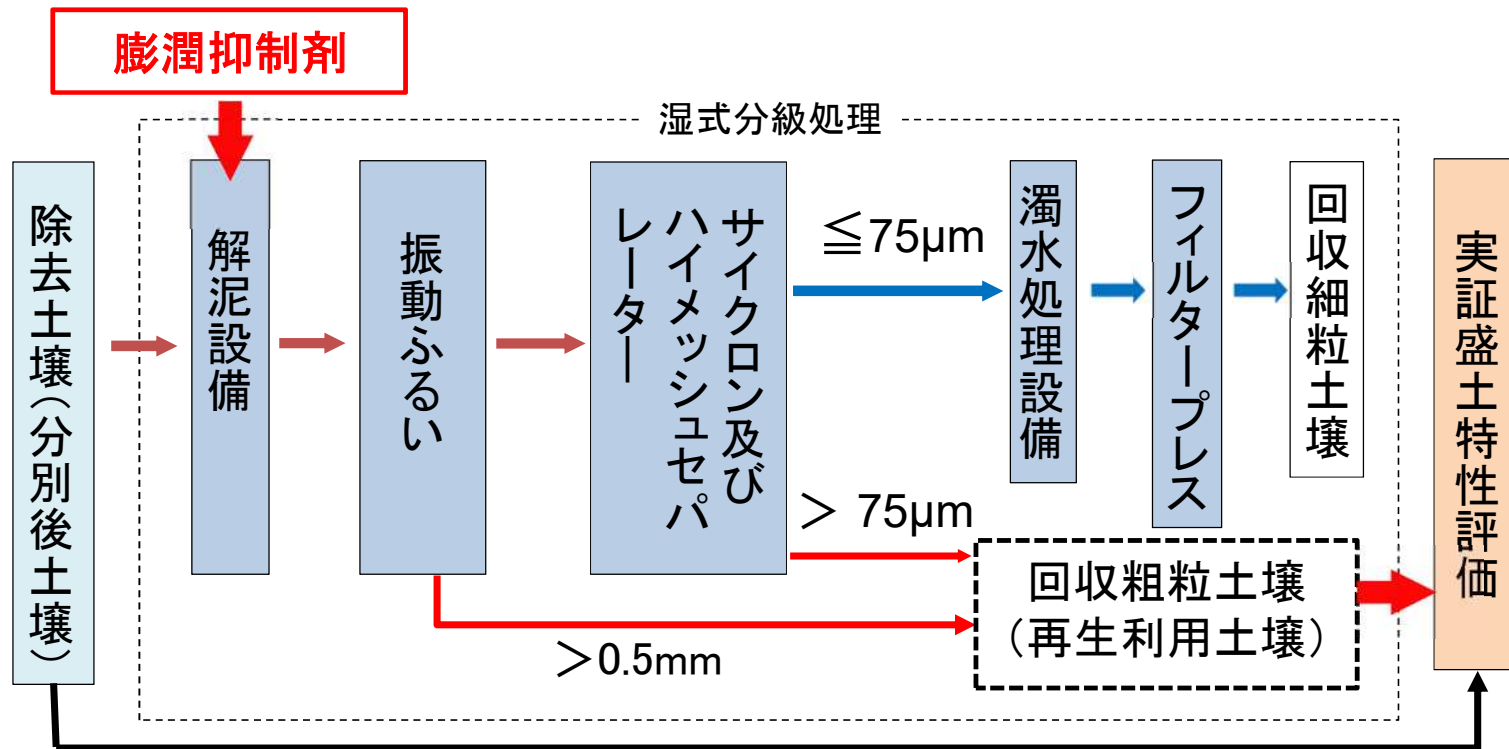 膨潤抑制剤
湿式分級処理
除去土壌(分別後土壌)
解泥設備
振動ふるい
サイクロン及び
ハイメッシュセパ
レーター
≦75μm
濁水処理設備
フィルタープレス
回収細粒土壌
実証盛土特性評価
＞ 75μm
回収粗粒土壌
（再生利用土壌）
＞0.5mm